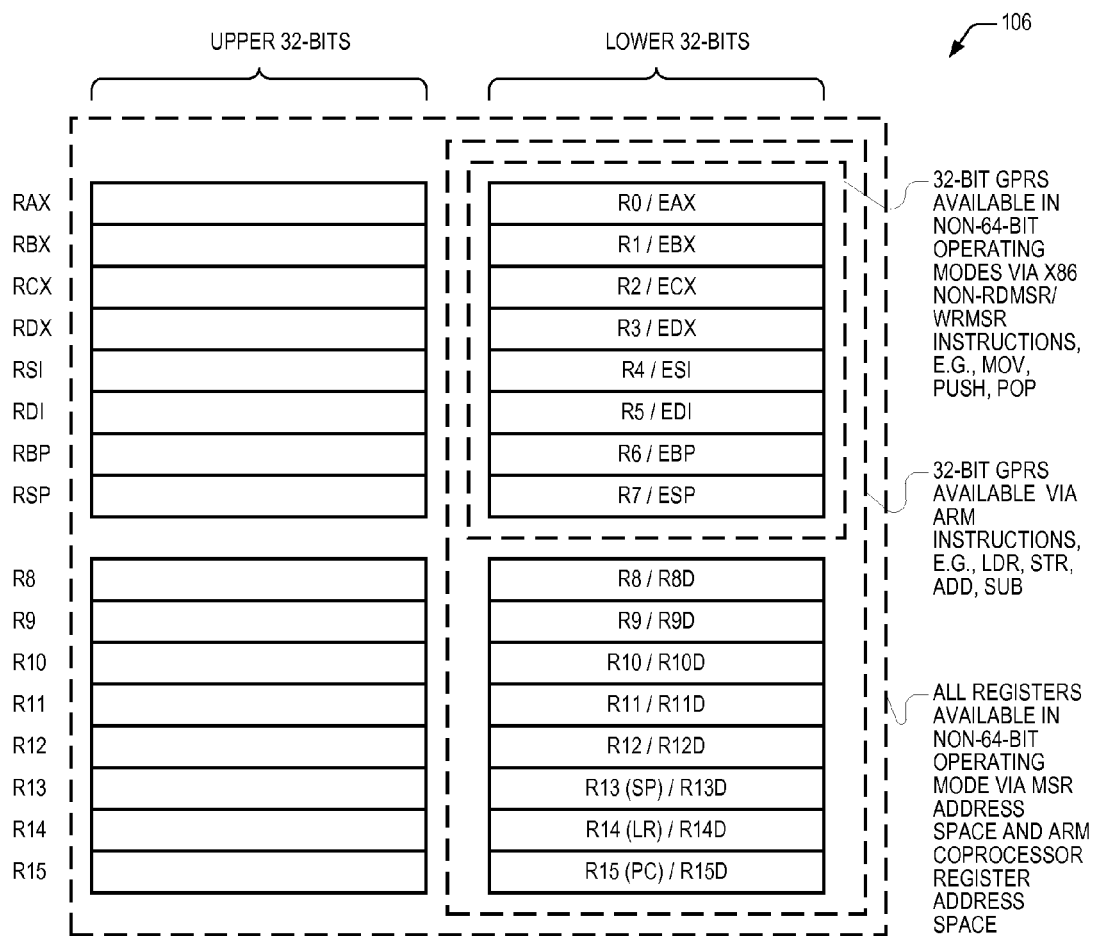 UPPER 32-BITS
LOWER 32-BITS
106
RAX
R0 / EAX
RBX
R1 / EBX
RCX
R2 / ECX
RDX
R3 / EDX
RSI
R4 / ESI
RDI
R5 / EDI
RBP
R6 / EBP
RSP
R7 / ESP
R8
R8 / R8D
R9
R9 / R9D
R10
R10 / R10D
R11
R11 / R11D
R12
R12 / R12D
R13
R13 (SP) / R13D
R14
R14 (LR) / R14D
R15
R15 (PC) / R15D
32-BIT GPRS
AVAILABLE IN
NON-64-BIT
OPERATING
MODES VIA X86
NON-RDMSR/
WRMSR
INSTRUCTIONS,
E.G., MOV,
PUSH, POP
32-BIT GPRS
AVAILABLE VIA
ARM
INSTRUCTIONS,
E.G., LDR, STR,
ADD, SUB
ALL REGISTERS
AVAILABLE IN
NON-64-BIT
OPERATING
MODE VIA MSR
ADDRESS
SPACE AND ARM
COPROCESSOR
REGISTER
ADDRESS
SPACE